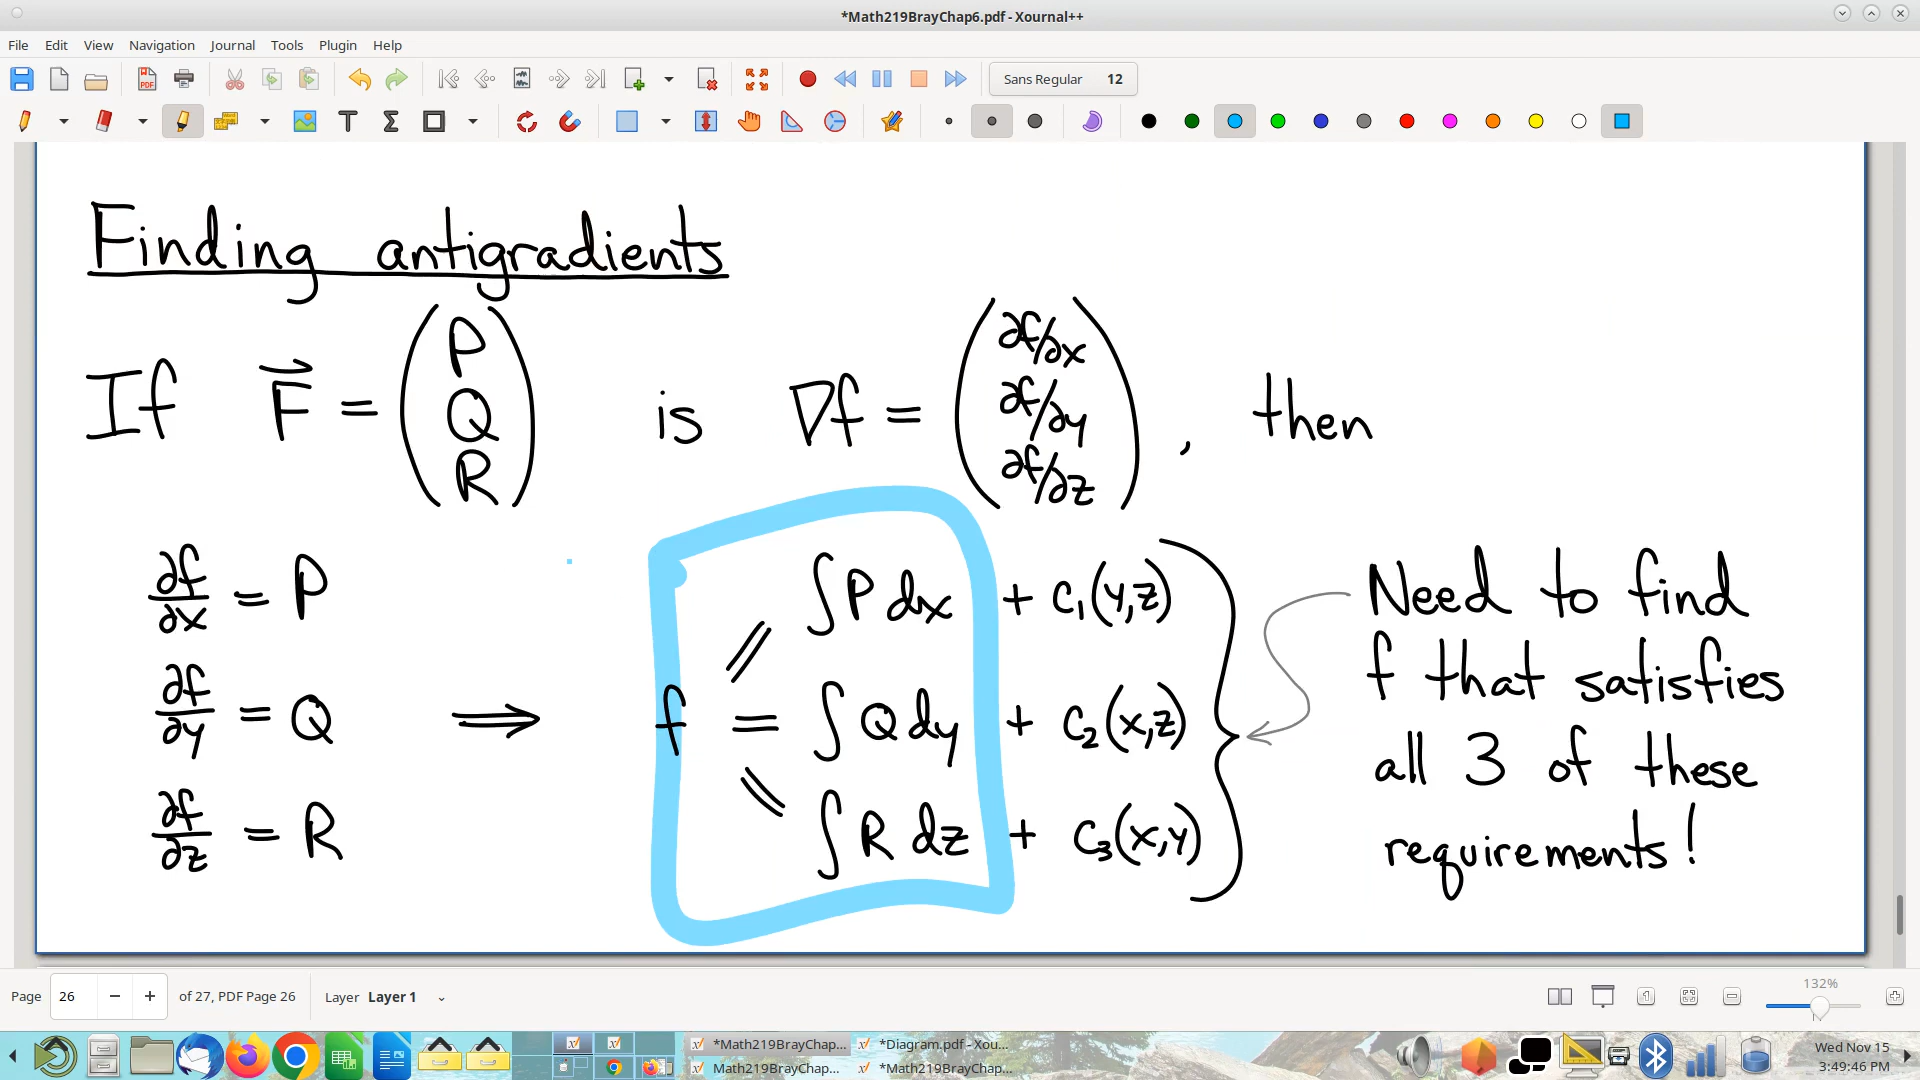 *Math219BrayChap6.pdf - Xournal++
File Edit View Navigation Journal Tools Plugin Help
Sans Regular 12
Finding antigradients
If F⃗ = (P Q R) is ∇f = (∂f/∂x ∂f/∂y ∂f/∂z), then
∂f/∂x = P
∂f/∂y = Q
∂f/∂z = R
⟹
∫P dx + c₁(y,z)
f = ∫Q dy + c₂(x,z)
∫R dz + c₃(x,y)
Need to find
f that satisfies
all 3 of these
requirements!
132%
Page 26 of 27, PDF Page 26 Layer Layer 1
*Math219BrayChap... *Diagram.pdf - Xou...
Math219BrayChap... *Math219BrayChap...
Wed Nov 15
3:49:46 PM